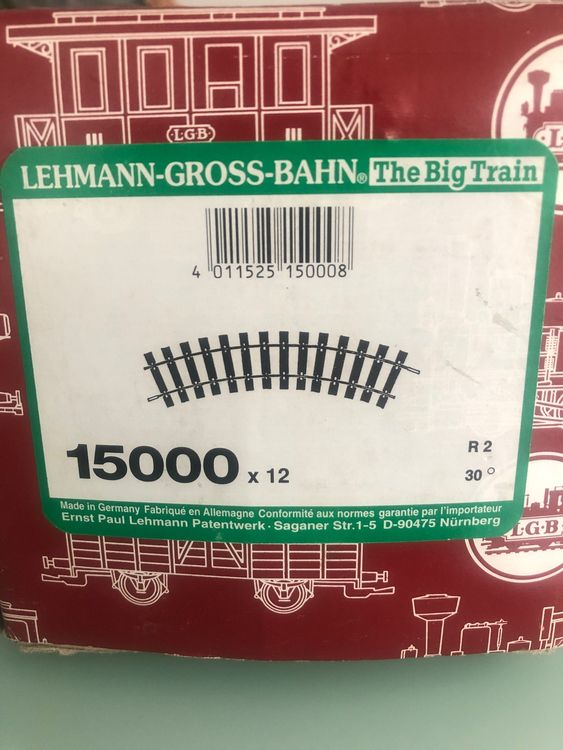 L.G.B
LEHMANN-GROSS-BAHN® The Big Train
4 011525 150008
15000 x 12
R 2
30°
Made in Germany Fabriqué en Allemagne Conformité aux normes garantie par l'importateur
Ernst Paul Lehmann Patentwerk · Saganer Str.1-5 D-90475 Nürnberg
L·G·B